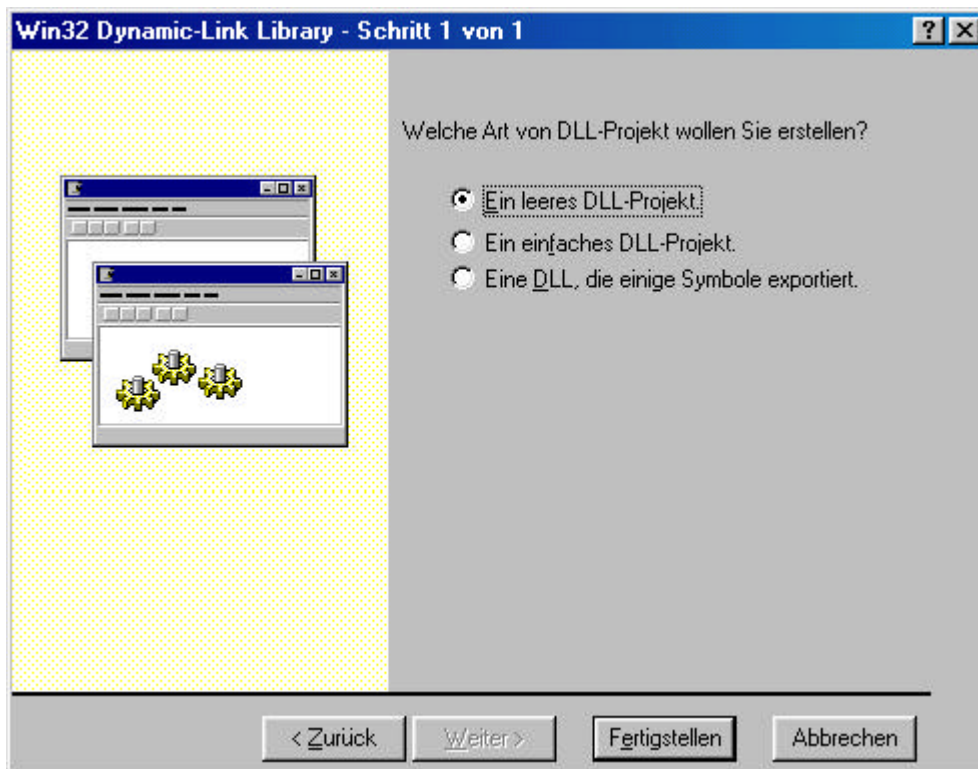 Win32 Dynamic-Link Library - Schritt 1 von 1
Welche Art von DLL-Projekt wollen Sie erstellen?
Ein leeres DLL-Projekt.
Ein einfaches DLL-Projekt.
Eine DLL, die einige Symbole exportiert.
< Zurück
Weiter >
Fertigstellen
Abbrechen